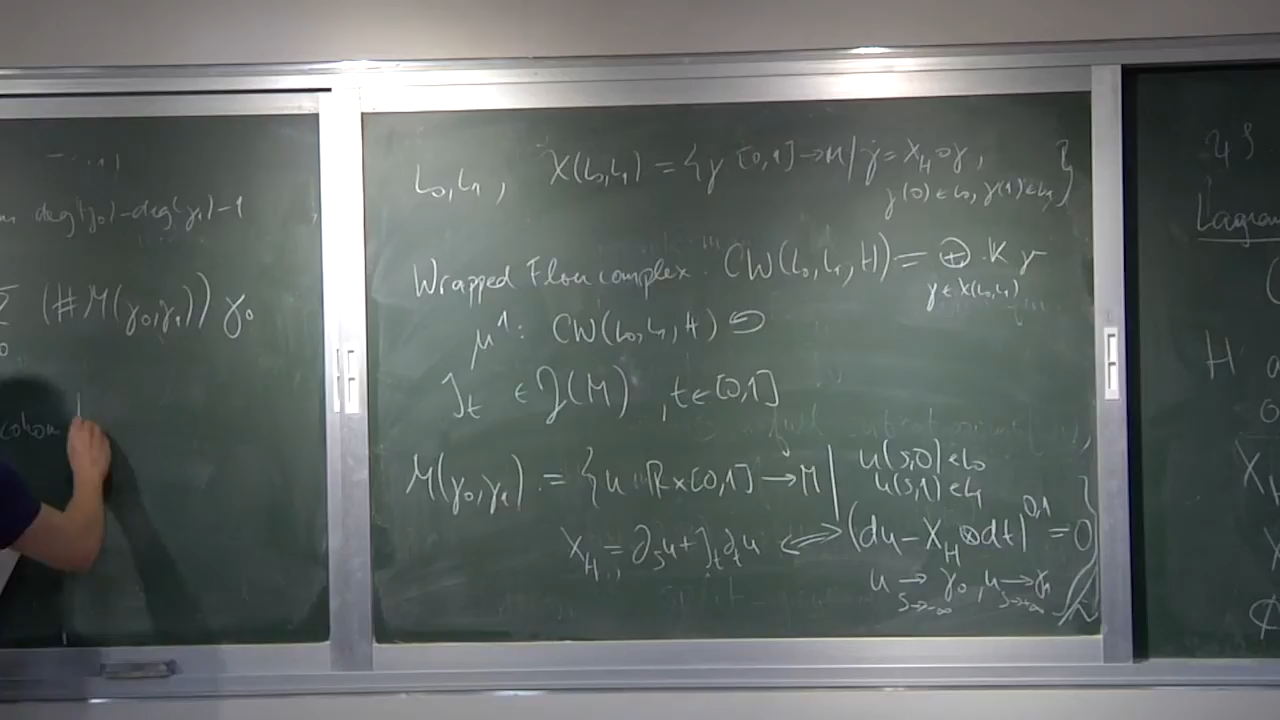 deg(γ₀)-deg(γ₁)-1
(#M(γ₀,γ₁)) γ₀
L₀,L₁, X(L₀,L₁) = {γ [0,1]→M | γ̇ = X_H∘γ,
γ(0)∈L₀, γ(1)∈L₁}
Wrapped Floer complex: CW(L₀,L₁,H) = ⊕ K γ
γ∈X(L₀,L₁)
μ¹: CW(L₀,L₁,H)
J_t ∈ J(M), t∈[0,1]
M(γ₀,γ₁) = {u: R×[0,1]→M | u(s,0)∈L₀
u(s,1)∈L₁
X_H = ∂_s u + J_t ∂_t u ⟺ (du - X_H⊗dt)^{0,1} = 0
u → γ₀, u → γ₁}
s→-∞ s→+∞
Lagran
H
X_H